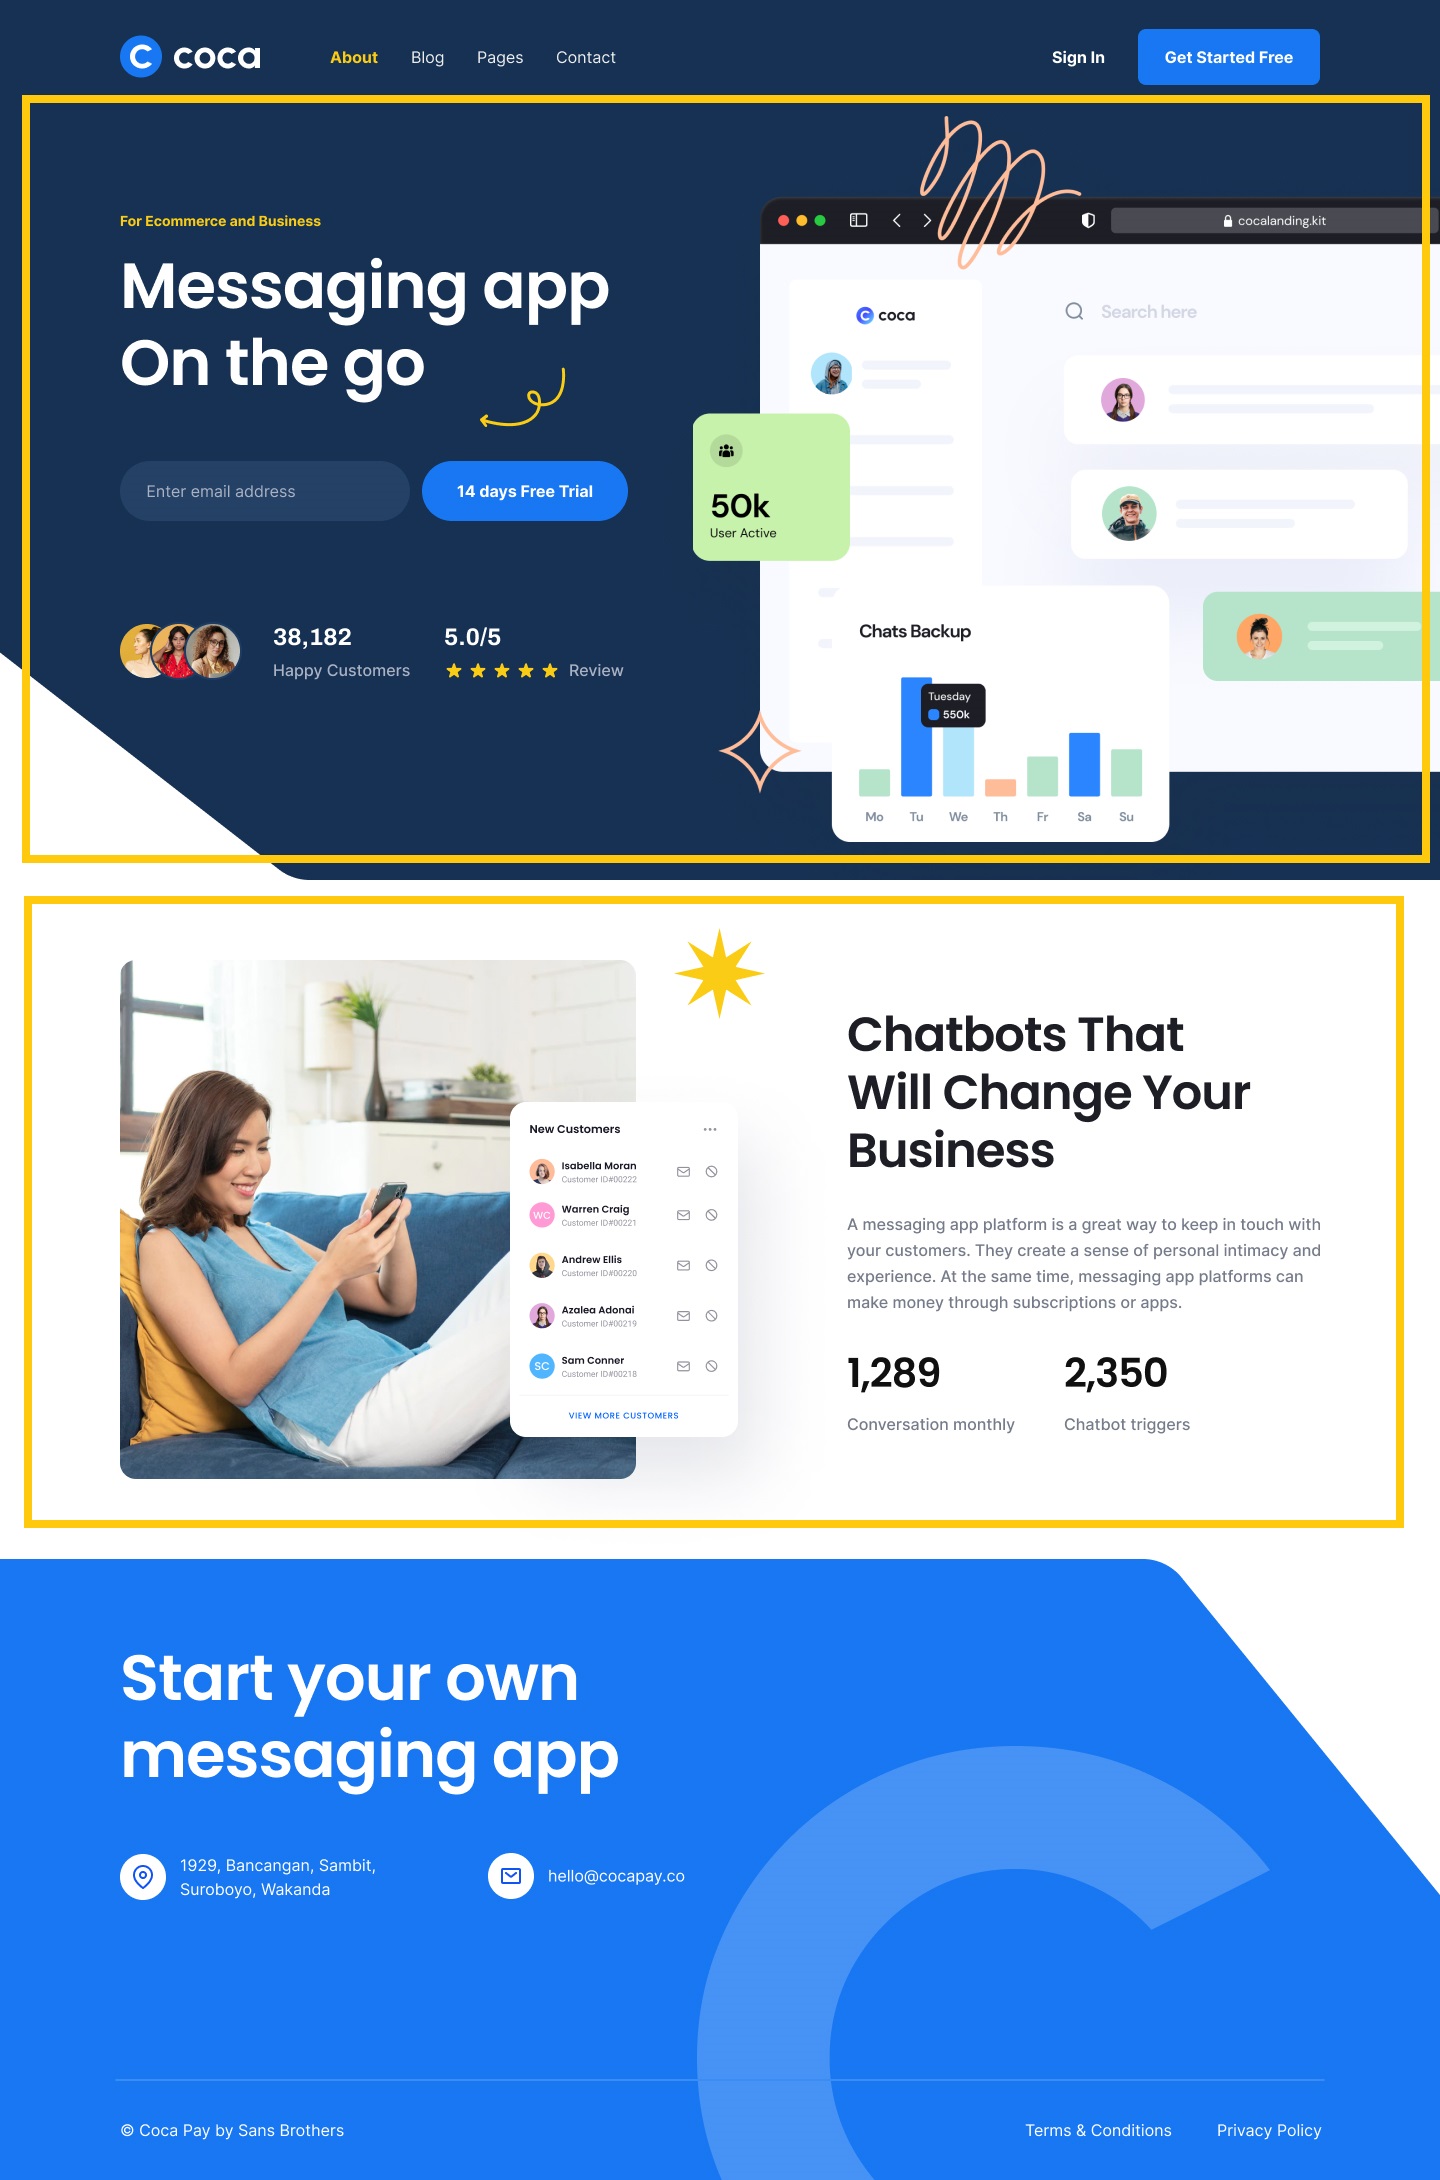 C coca
About Blog Pages Contact
Sign In Get Started Free
For Ecommerce and Business
Messaging app
On the go
Enter email address 14 days Free Trial
38,182
Happy Customers
5.0/5
Review
cocalanding.kit
C coca
Search here
50k
User Active
Chats Backup
Tuesday
550k
Mo Tu We Th Fr Sa Su
New Customers
Isabella Moran
Customer ID#00222
WC
Warren Craig
Customer ID#00221
Andrew Ellis
Customer ID#00220
Azalea Adonai
Customer ID#00219
SC
Sam Conner
Customer ID#00218
VIEW MORE CUSTOMERS
Chatbots That
Will Change Your
Business
A messaging app platform is a great way to keep in touch with
your customers. They create a sense of personal intimacy and
experience. At the same time, messaging app platforms can
make money through subscriptions or apps.
1,289
Conversation monthly
2,350
Chatbot triggers
Start your own
messaging app
1929, Bancangan, Sambit,
Suroboyo, Wakanda
hello@cocapay.co
© Coca Pay by Sans Brothers
Terms & Conditions Privacy Policy